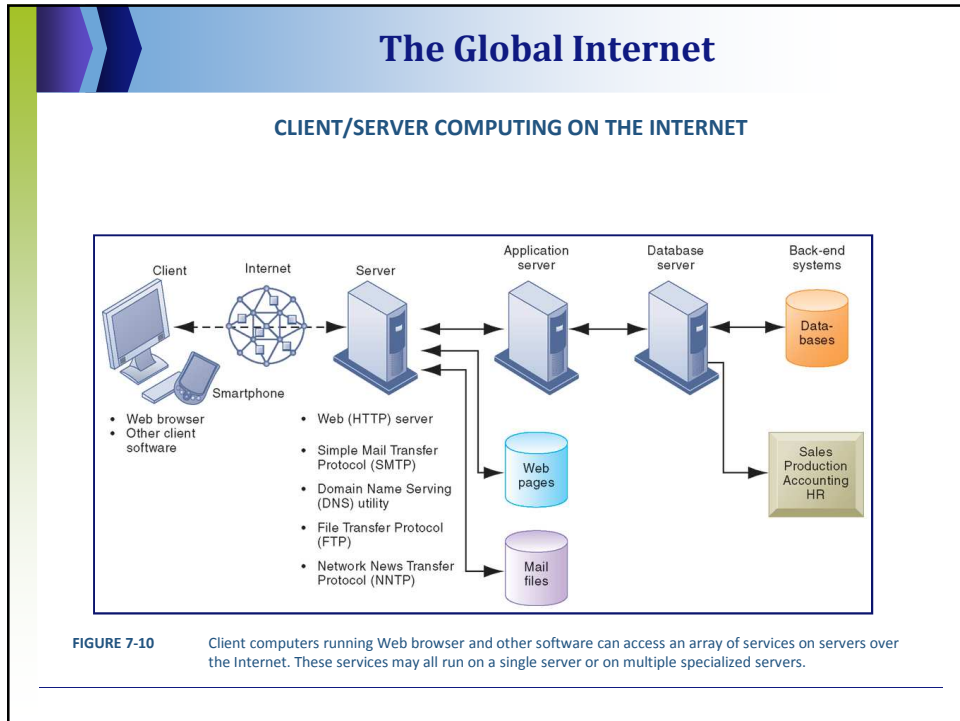 The Global Internet
CLIENT/SERVER COMPUTING ON THE INTERNET
Client
Internet
Server
Application
server
Database
server
Back-end
systems
Data-
bases
Smartphone
• Web browser
• Other client
software
• Web (HTTP) server
• Simple Mail Transfer
Protocol (SMTP)
• Domain Name Serving
(DNS) utility
• File Transfer Protocol
(FTP)
• Network News Transfer
Protocol (NNTP)
Web
pages
Mail
files
Sales
Production
Accounting
HR
FIGURE 7-10 Client computers running Web browser and other software can access an array of services on servers over
the Internet. These services may all run on a single server or on multiple specialized servers.